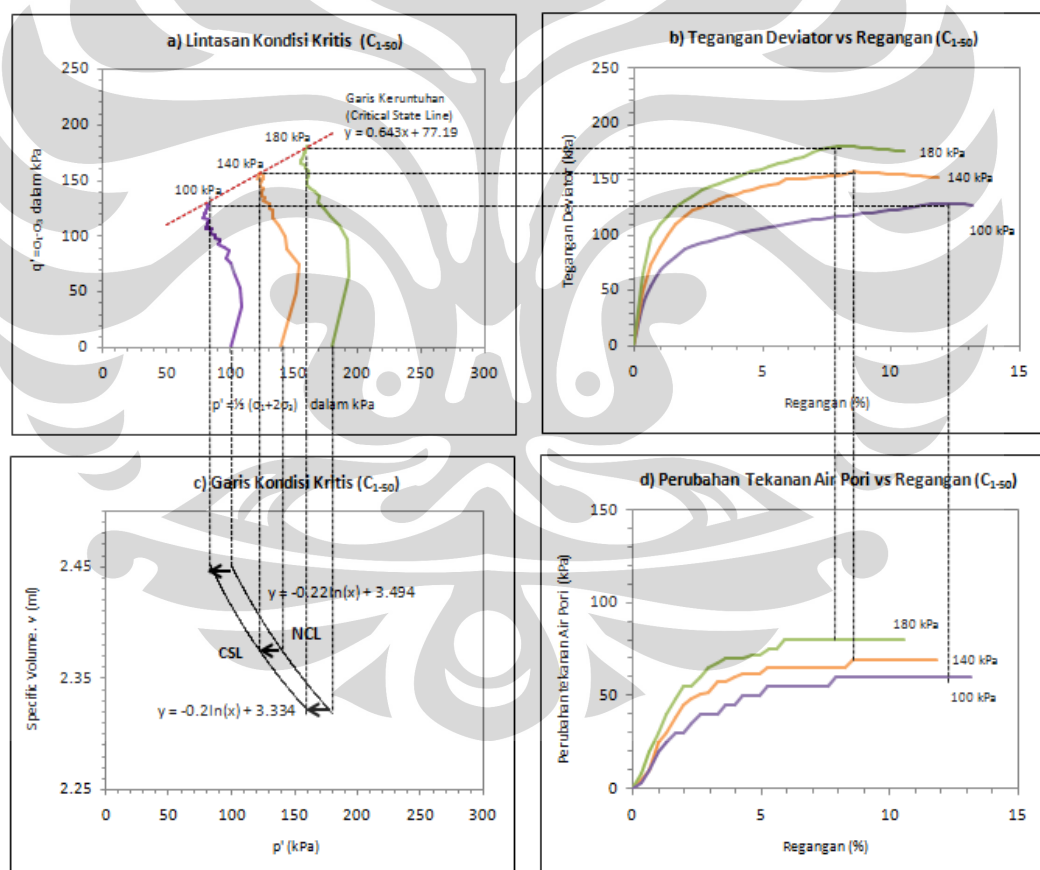 a) Lintasan Kondisi Kritis (C1-50)
250
200
150
100
50
0
q' = σ1-σ3 dalam kPa
Garis Keruntuhan
(Critical State Line)
y = 0.643x + 77.19
180 kPa
140 kPa
100 kPa
0 50 100 150 200 250 300
p' = ⅓ (σ1+2σ3) dalam kPa
b) Tegangan Deviator vs Regangan (C1-50)
250
200
150
100
50
0
Tegangan Deviator (kPa)
180 kPa
140 kPa
100 kPa
0 5 10 15
Regangan (%)
c) Garis Kondisi Kritis (C1-50)
2.45
2.35
2.25
Specific Volume. v (ml)
y = -0.22ln(x) + 3.494
NCL
CSL
y = -0.2ln(x) + 3.334
0 50 100 150 200 250 300
p' (kPa)
d) Perubahan Tekanan Air Pori vs Regangan (C1-50)
150
100
50
0
Perubahan tekanan Air Pori (kPa)
180 kPa
140 kPa
100 kPa
0 5 10 15
Regangan (%)